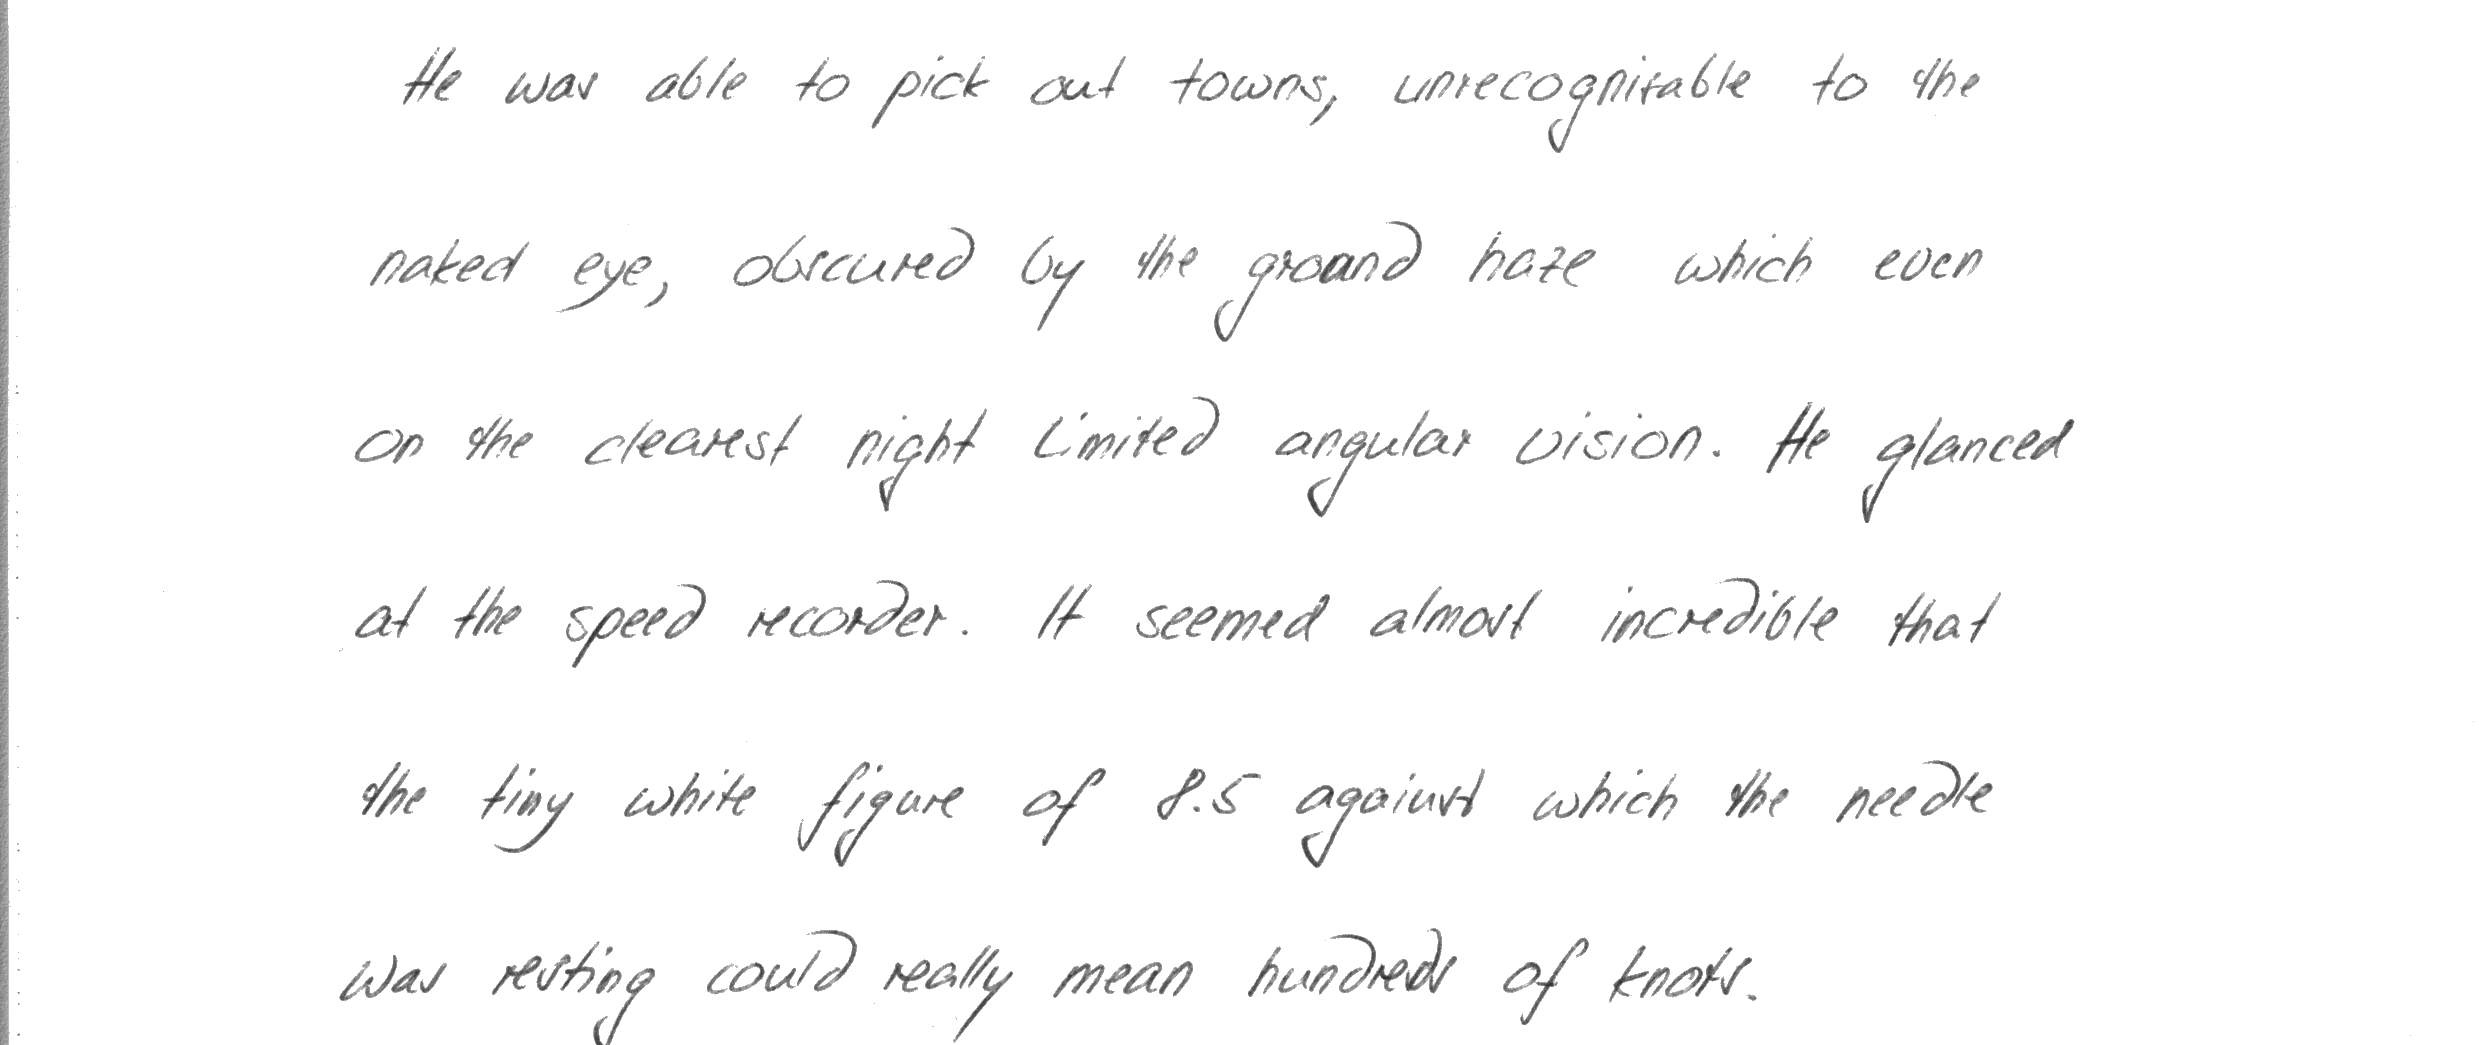 He was able to pick out towns, unrecognisable to the
naked eye, obscured by the ground haze which even
on the clearest night limited angular vision. He glanced
at the speed recorder. It seemed almost incredible that
the tiny white figure of 8.5 against which the needle
was resting could really mean hundreds of knots.